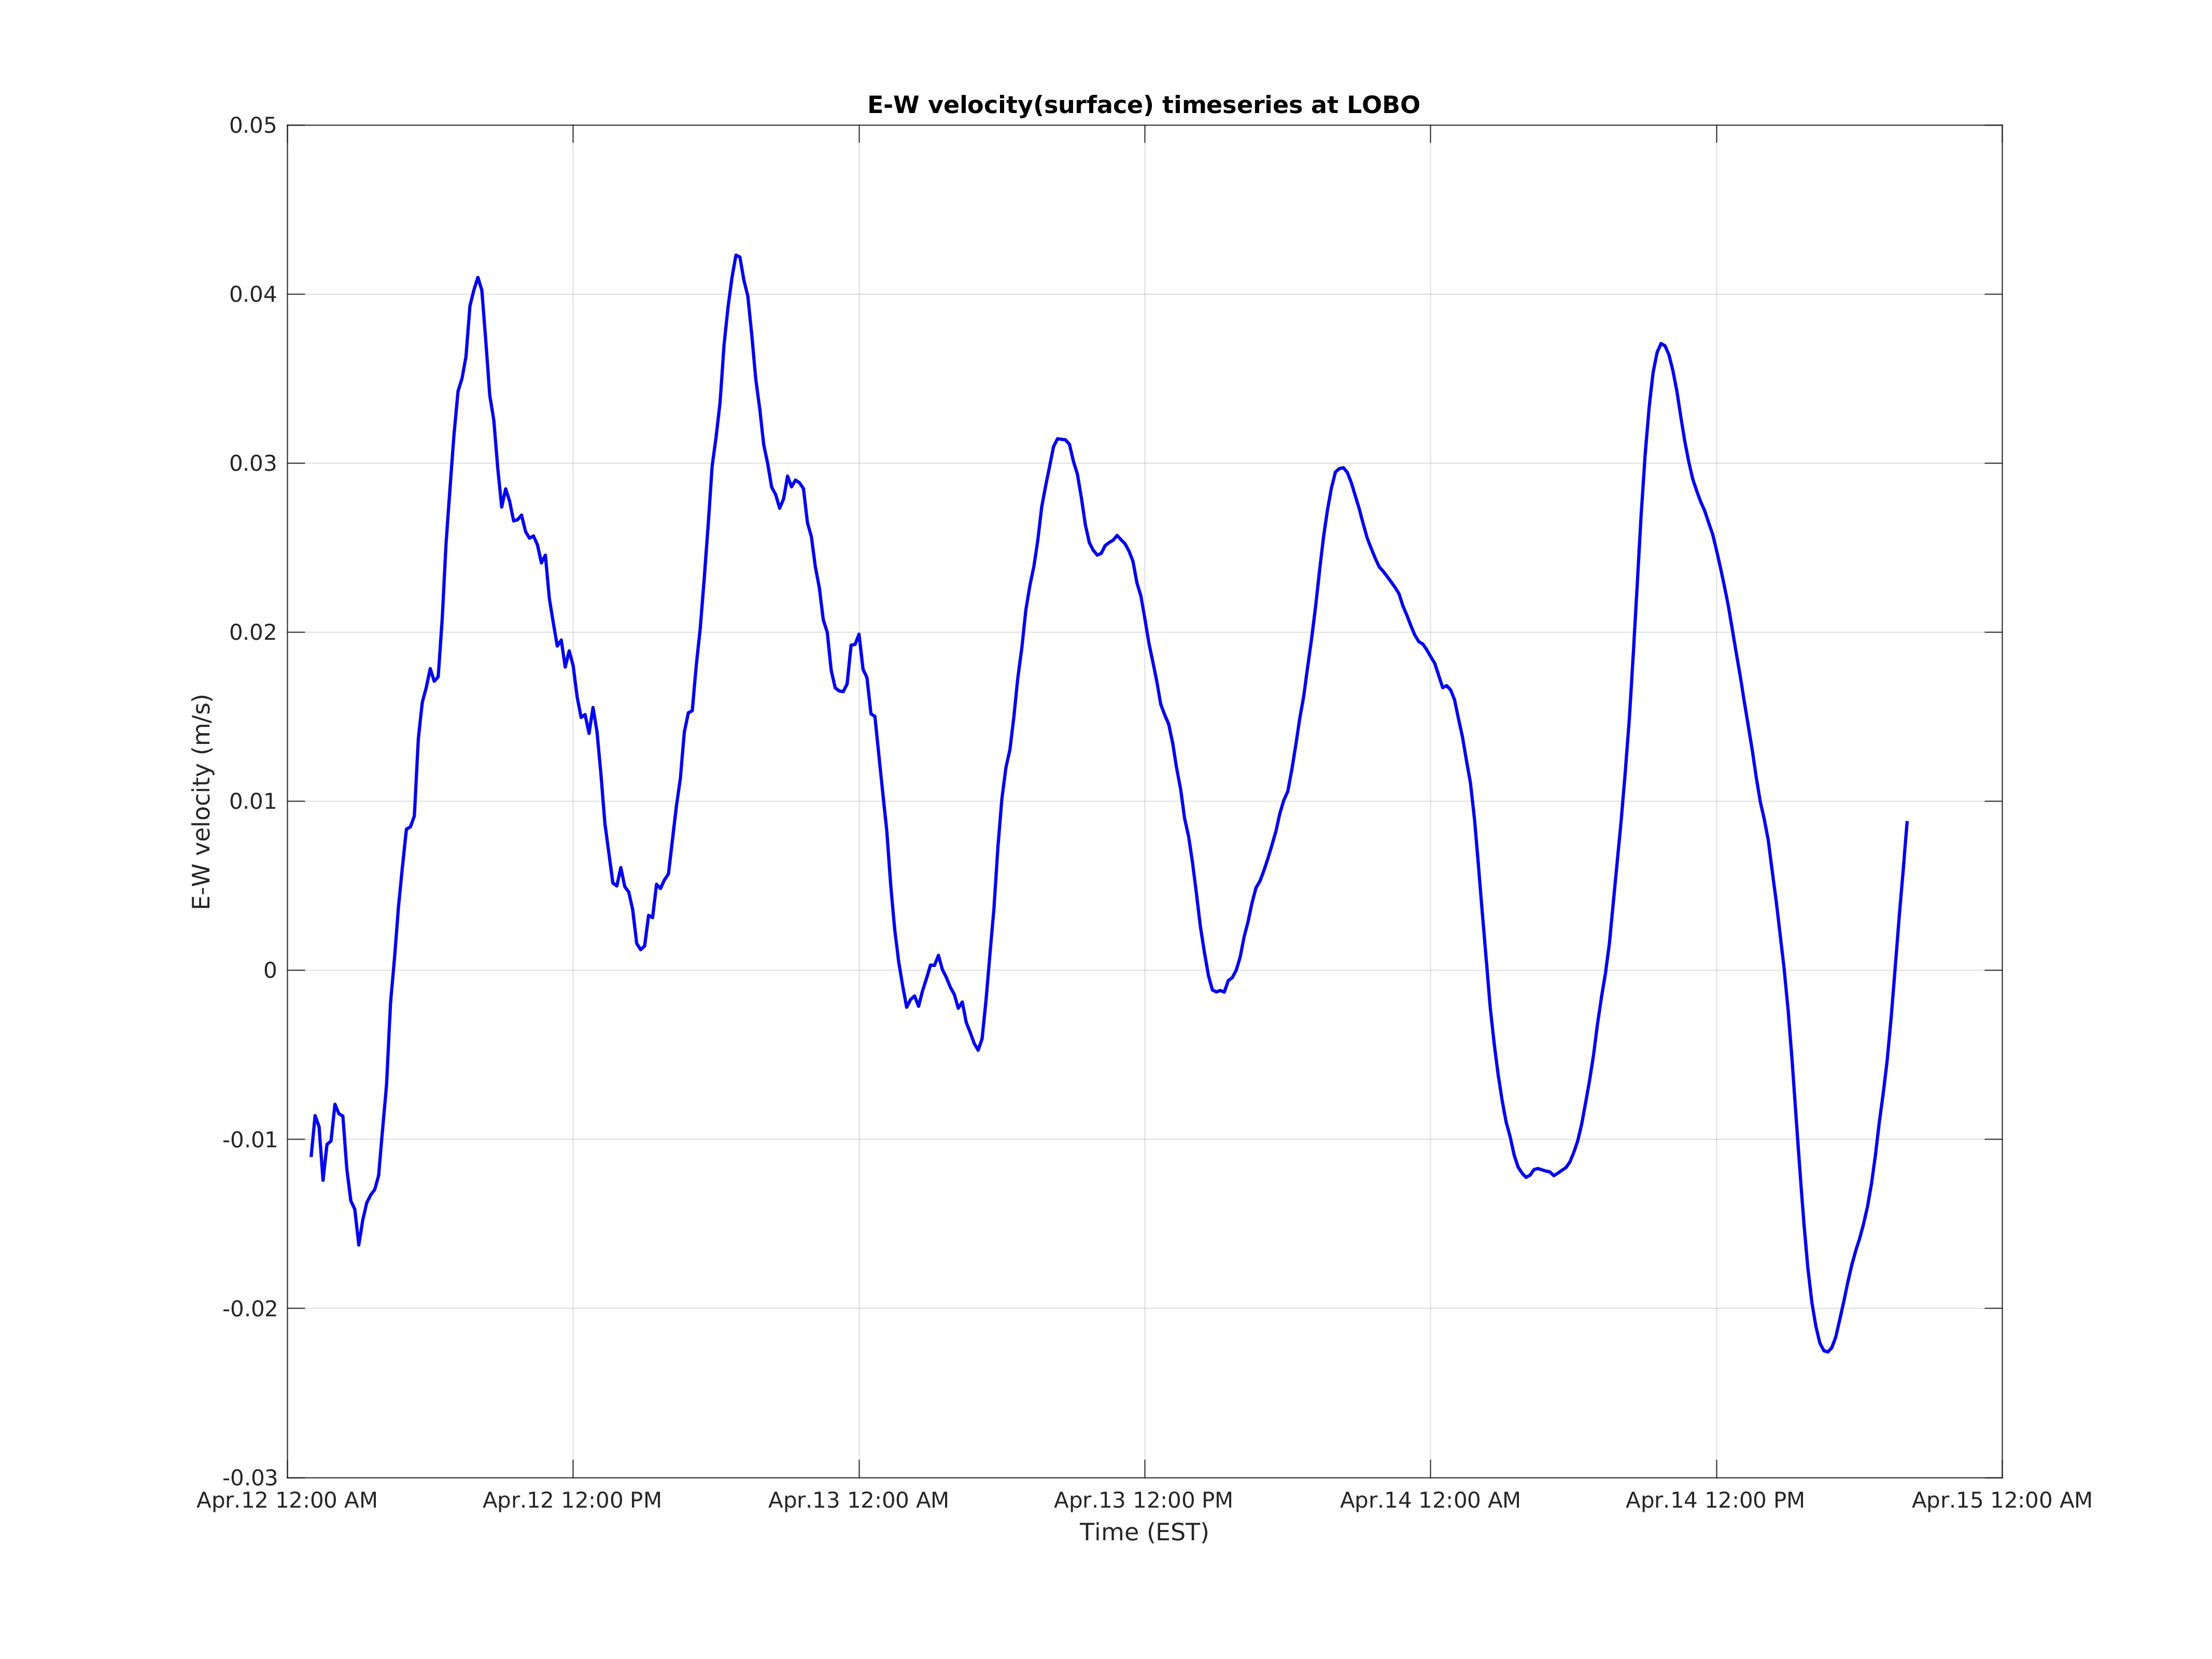 E-W velocity(surface) timeseries at LOBO
0.05
0.04
0.03
0.02
0.01
0
-0.01
-0.02
-0.03
E-W velocity (m/s)
Apr.12 12:00 AM Apr.12 12:00 PM Apr.13 12:00 AM Apr.13 12:00 PM Apr.14 12:00 AM Apr.14 12:00 PM Apr.15 12:00 AM
Time (EST)